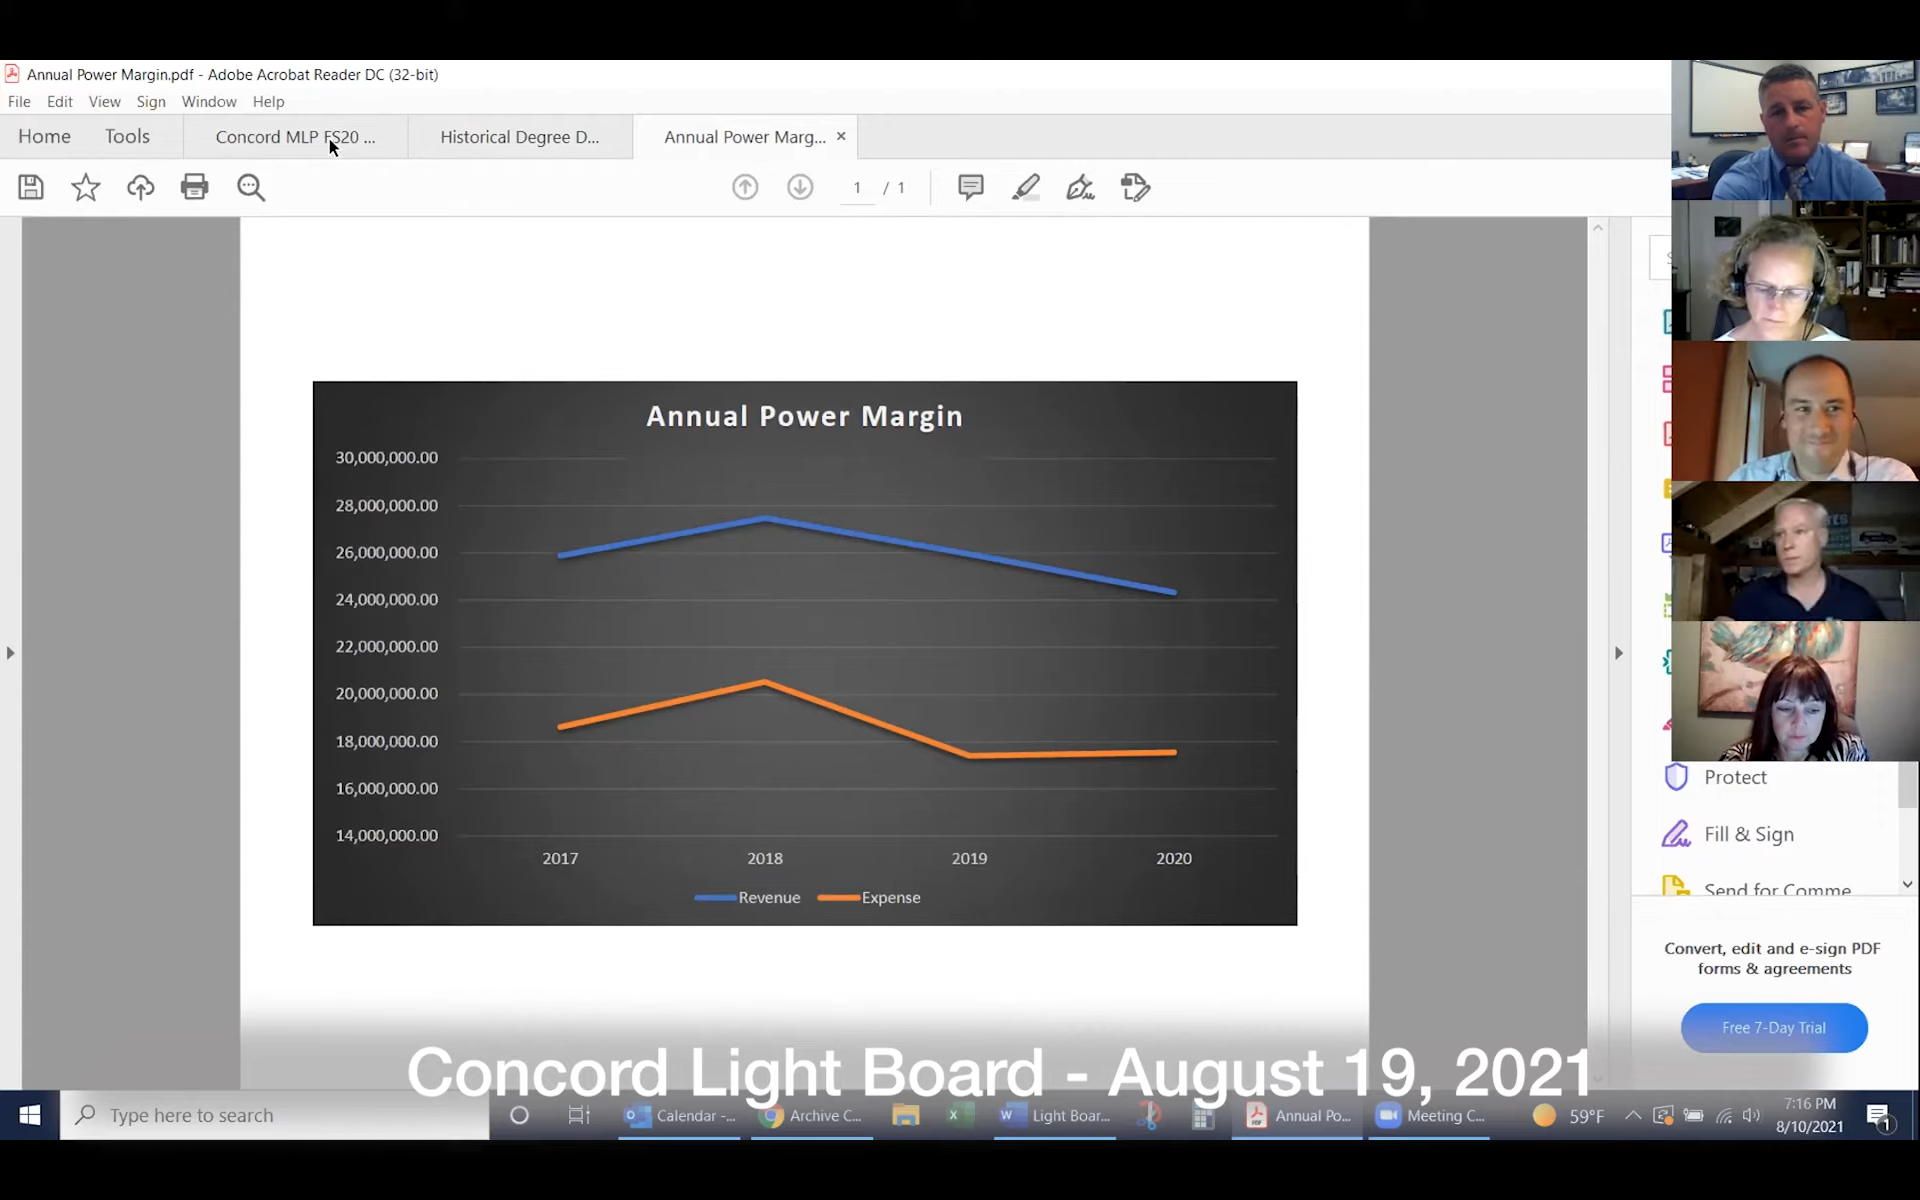 Annual Power Margin.pdf - Adobe Acrobat Reader DC (32-bit)
File Edit View Sign Window Help
Home Tools Concord MLP FS20 ... Historical Degree D... Annual Power Marg... ×
1 / 1
Annual Power Margin
30,000,000.00
28,000,000.00
26,000,000.00
24,000,000.00
22,000,000.00
20,000,000.00
18,000,000.00
16,000,000.00
14,000,000.00
2017 2018 2019 2020
Revenue Expense
Protect
Fill & Sign
Send for Comme
Convert, edit and e-sign PDF
forms & agreements
Free 7-Day Trial
Concord Light Board - August 19, 2021
Type here to search Calendar -... Archive C... Light Boar... Annual Po... Meeting C... 59°F 7:16 PM
8/10/2021 1